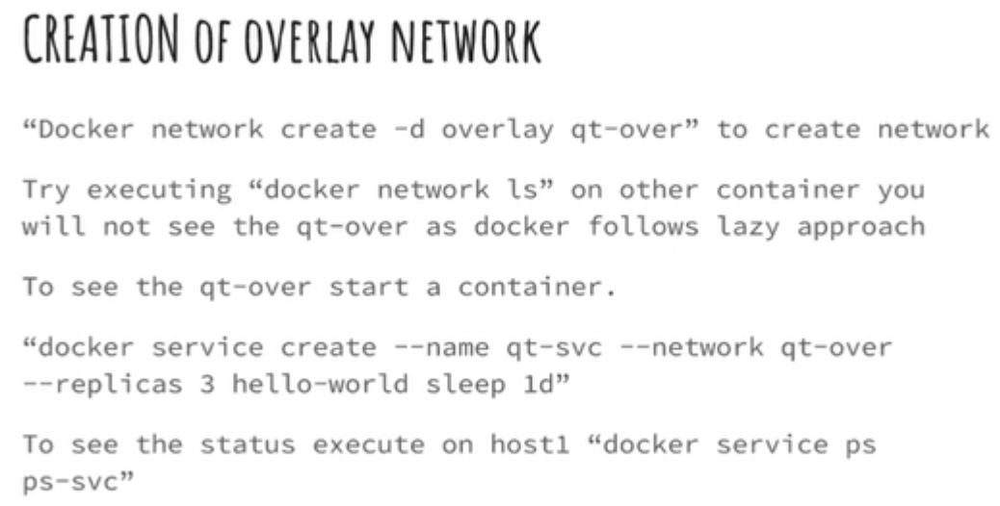 CREATION OF OVERLAY NETWORK
“Docker network create -d overlay qt-over” to create network
Try executing “docker network ls” on other container you
will not see the qt-over as docker follows lazy approach
To see the qt-over start a container.
“docker service create --name qt-svc --network qt-over
--replicas 3 hello-world sleep 1d”
To see the status execute on host1 “docker service ps
ps-svc”